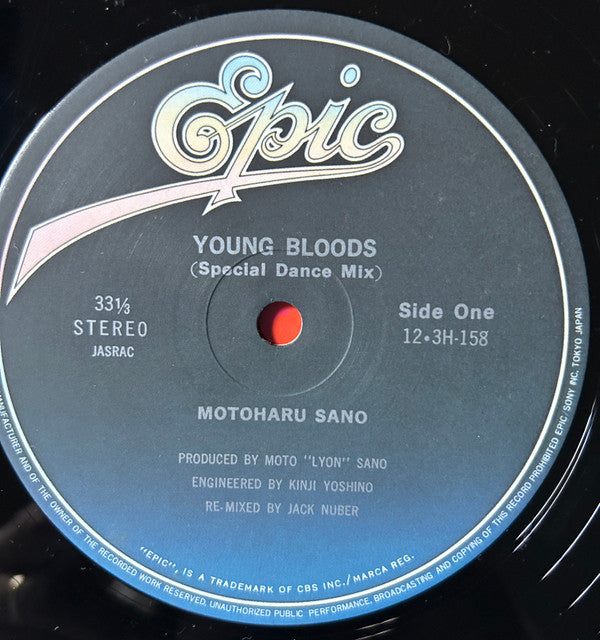 Epic
YOUNG BLOODS
(Special Dance Mix)
33⅓
STEREO
JASRAC
Side One
12•3H-158
MOTOHARU SANO
PRODUCED BY MOTO "LYON" SANO
ENGINEERED BY KINJI YOSHINO
RE-MIXED BY JACK NUBER
"EPIC", IS A TRADEMARK OF CBS INC./MARCA REG.
MANUFACTURER AND OF THE OWNER OF THE RECORDED WORK RESERVED. UNAUTHORIZED PUBLIC PERFORMANCE, BROADCASTING AND COPYING OF THIS RECORD PROHIBITED EPIC/SONY INC. TOKYO JAPAN